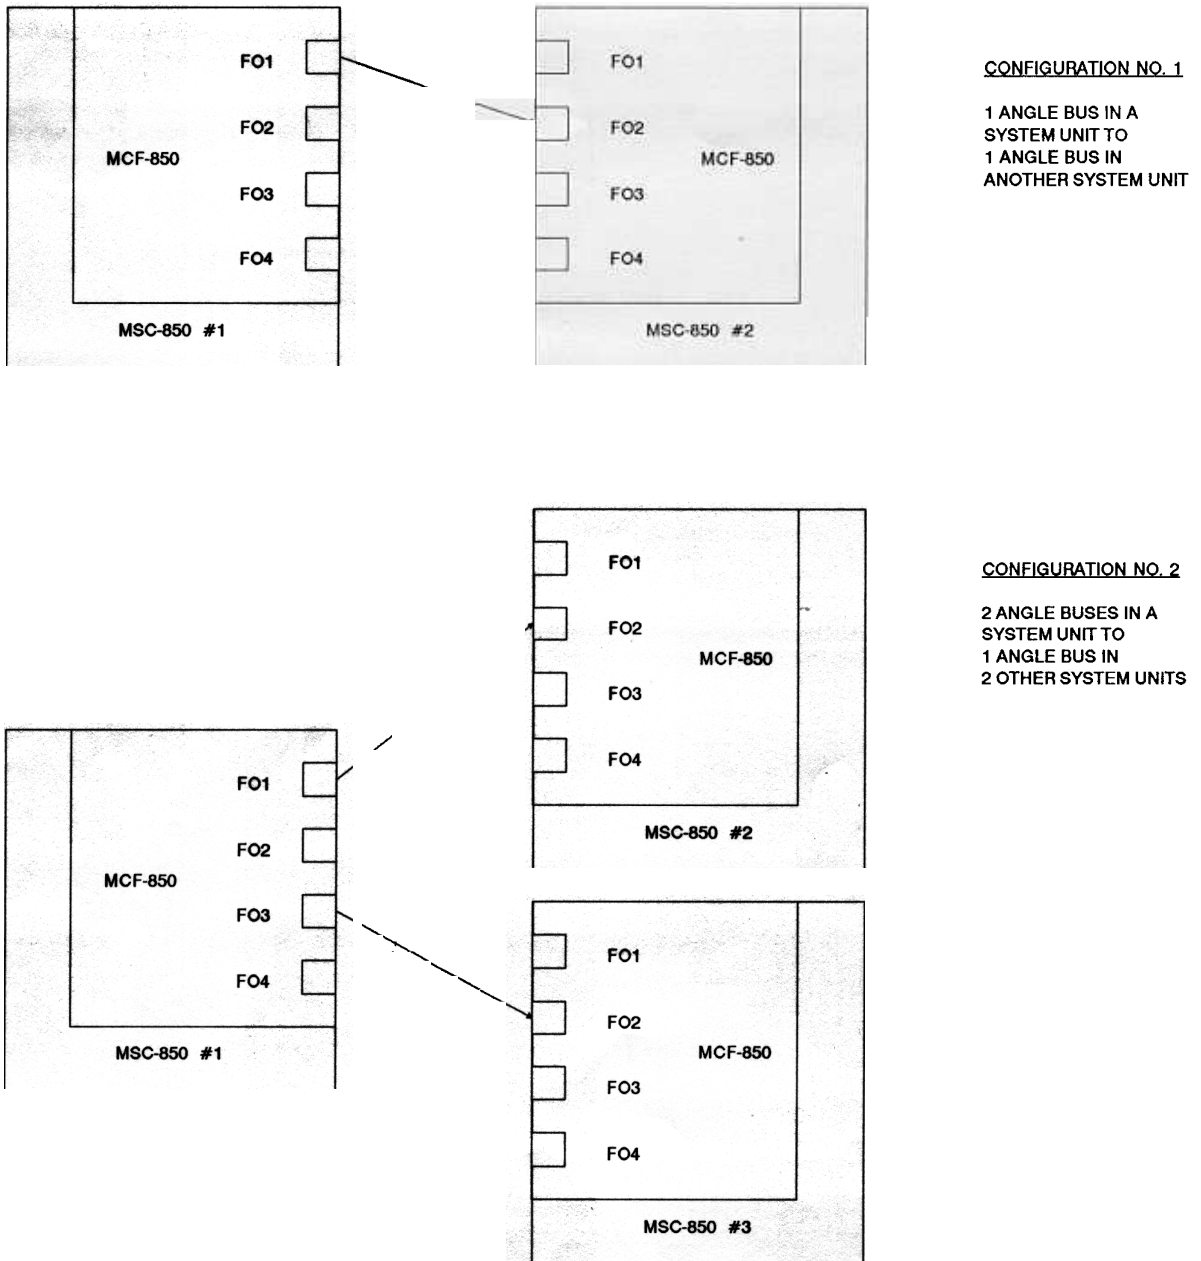 FO1
FO2
MCF-850
FO3
FO4
MSC-850 #1
FO1
FO2
MCF-850
FO3
FO4
MSC-850 #2
CONFIGURATION NO. 1
1 ANGLE BUS IN A
SYSTEM UNIT TO
1 ANGLE BUS IN
ANOTHER SYSTEM UNIT
FO1
FO2
MCF-850
FO3
FO4
MSC-850 #2
CONFIGURATION NO. 2
2 ANGLE BUSES IN A
SYSTEM UNIT TO
1 ANGLE BUS IN
2 OTHER SYSTEM UNITS
FO1
FO2
MCF-850
FO3
FO4
MSC-850 #1
FO1
FO2
MCF-850
FO3
FO4
MSC-850 #3